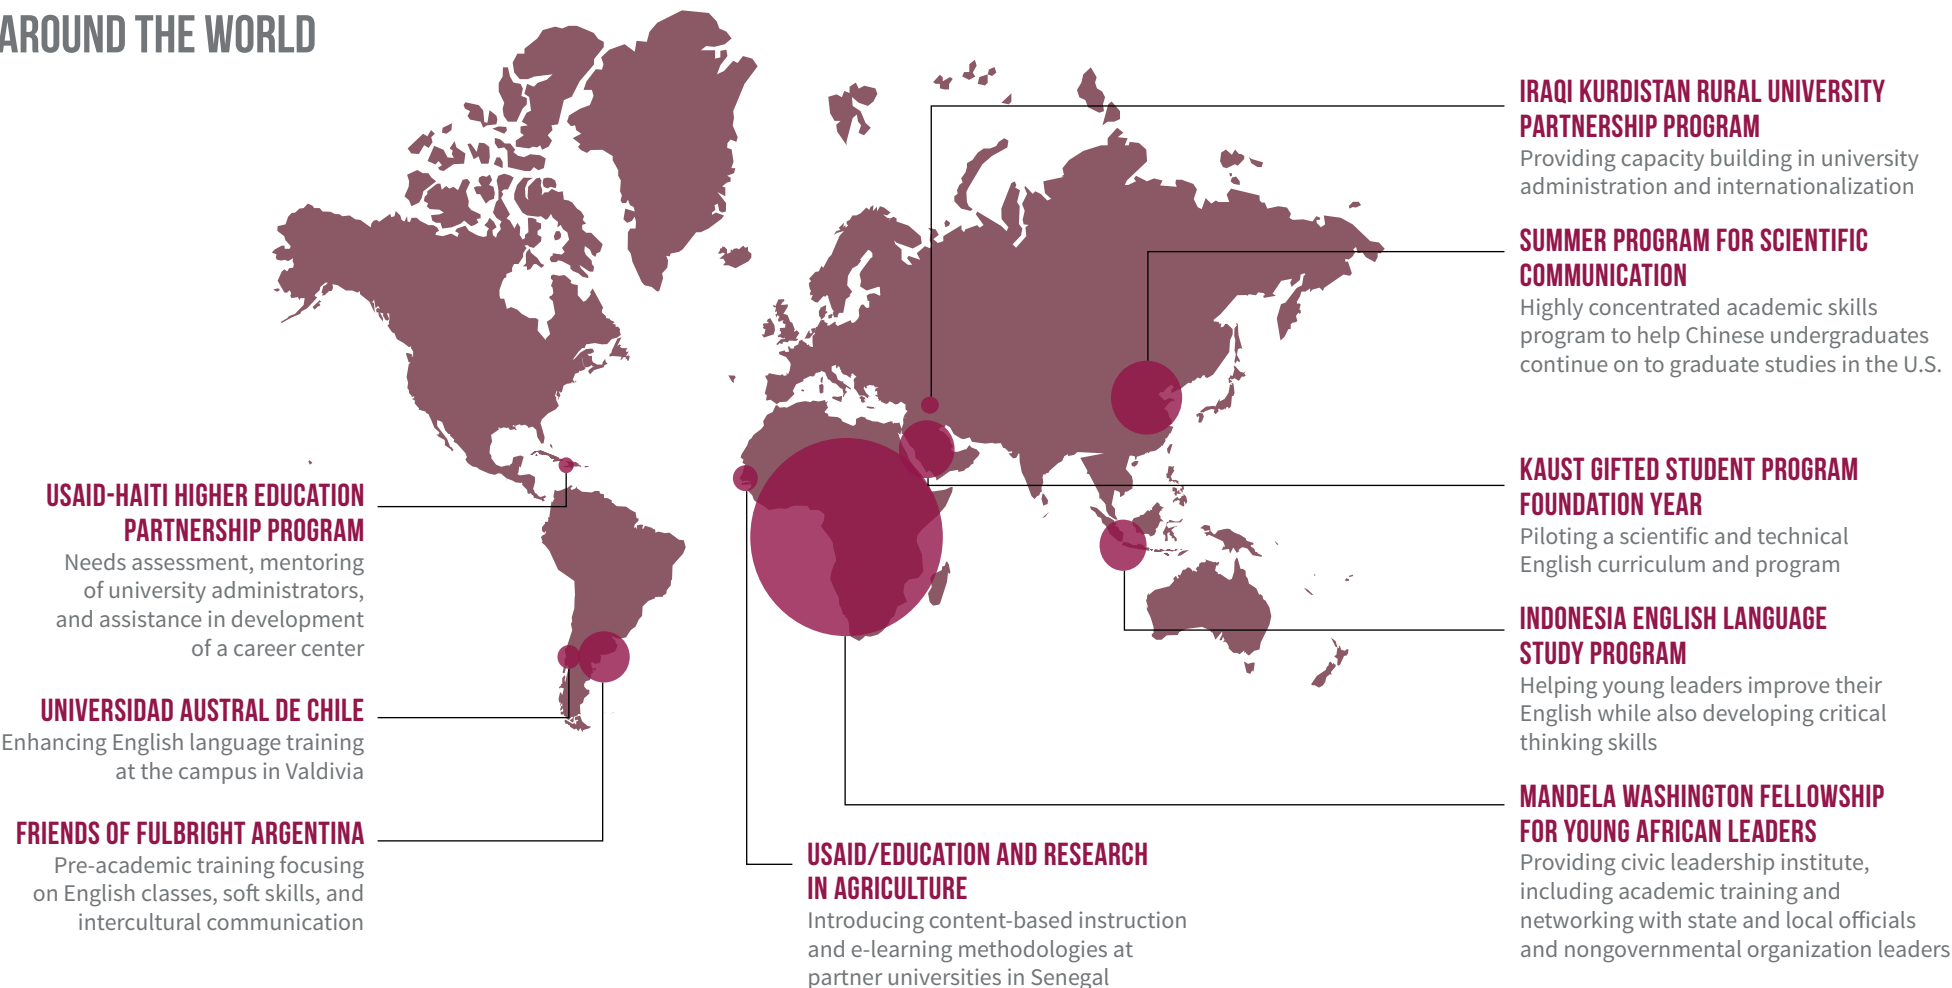 AROUND THE WORLD
USAID-HAITI HIGHER EDUCATION
PARTNERSHIP PROGRAM
Needs assessment, mentoring
of university administrators,
and assistance in development
of a career center
UNIVERSIDAD AUSTRAL DE CHILE
Enhancing English language training
at the campus in Valdivia
FRIENDS OF FULBRIGHT ARGENTINA
Pre-academic training focusing
on English classes, soft skills, and
intercultural communication
USAID/EDUCATION AND RESEARCH
IN AGRICULTURE
Introducing content-based instruction
and e-learning methodologies at
partner universities in Senegal
IRAQI KURDISTAN RURAL UNIVERSITY
PARTNERSHIP PROGRAM
Providing capacity building in university
administration and internationalization
SUMMER PROGRAM FOR SCIENTIFIC
COMMUNICATION
Highly concentrated academic skills
program to help Chinese undergraduates
continue on to graduate studies in the U.S.
KAUST GIFTED STUDENT PROGRAM
FOUNDATION YEAR
Piloting a scientific and technical
English curriculum and program
INDONESIA ENGLISH LANGUAGE
STUDY PROGRAM
Helping young leaders improve their
English while also developing critical
thinking skills
MANDELA WASHINGTON FELLOWSHIP
FOR YOUNG AFRICAN LEADERS
Providing civic leadership institute,
including academic training and
networking with state and local officials
and nongovernmental organization leaders